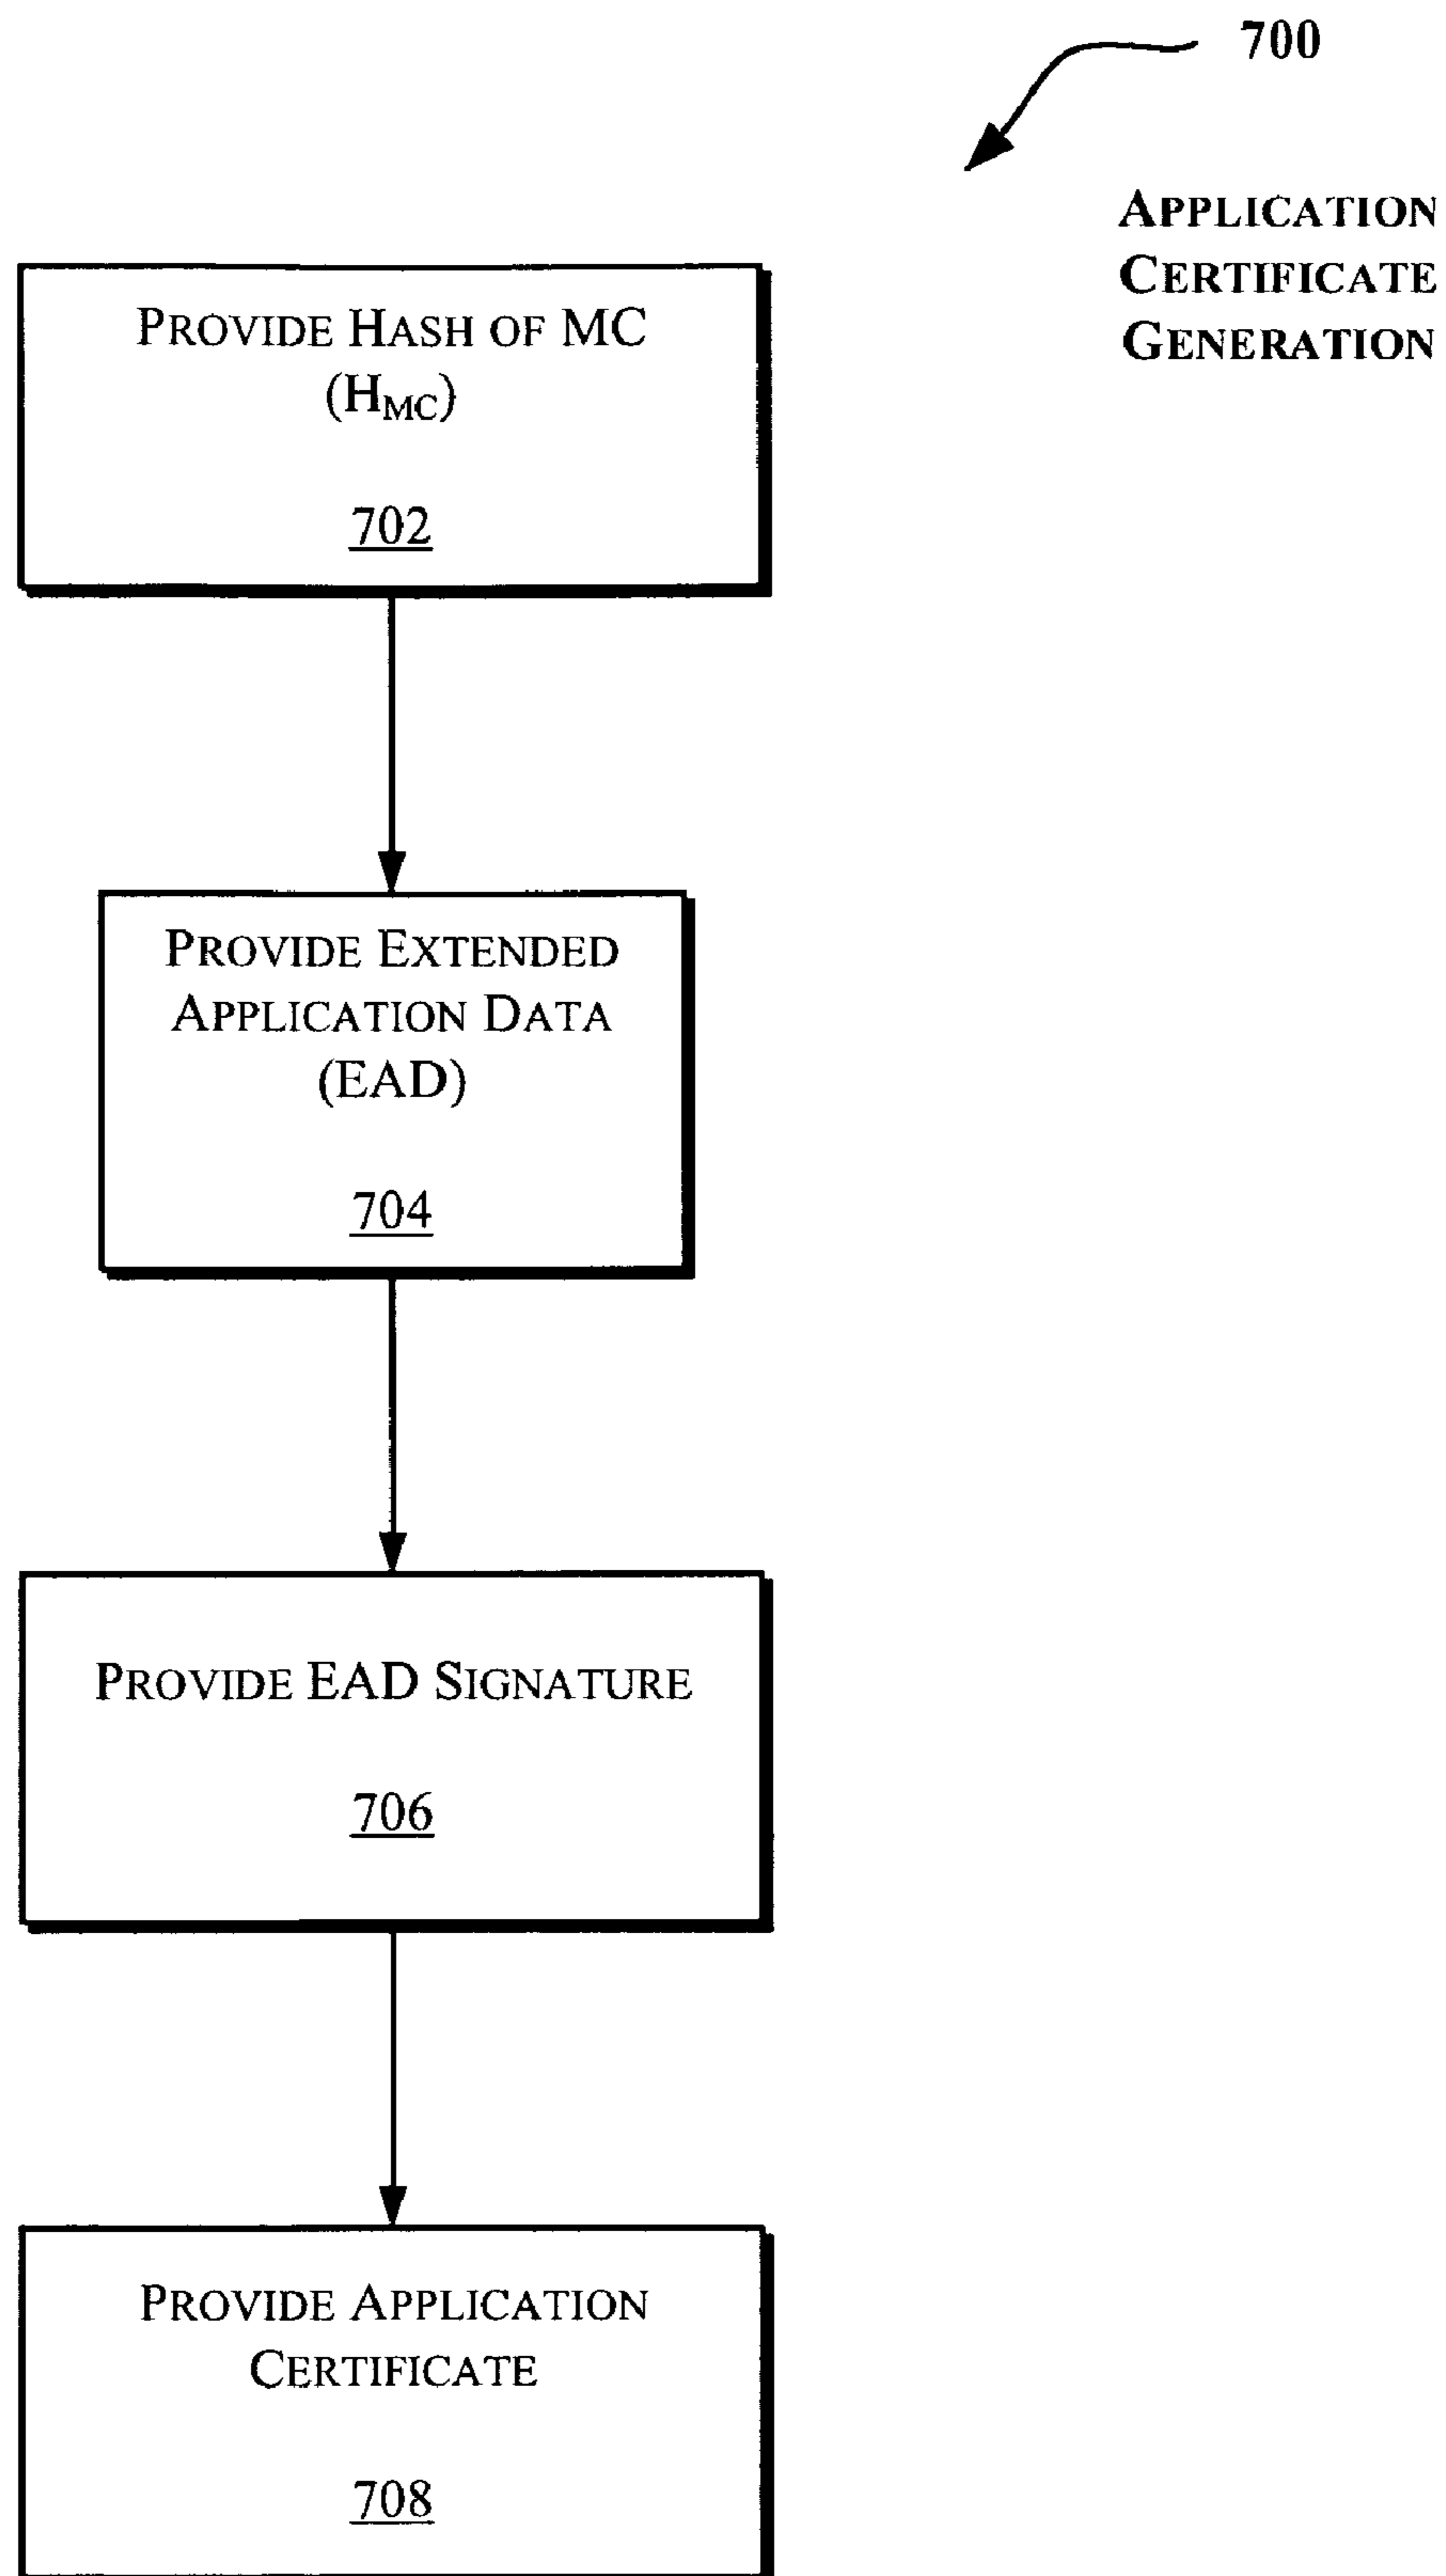 700
APPLICATION
CERTIFICATE
GENERATION
PROVIDE HASH OF MC
(HMC)
702
PROVIDE EXTENDED
APPLICATION DATA
(EAD)
704
PROVIDE EAD SIGNATURE
706
PROVIDE APPLICATION
CERTIFICATE
708